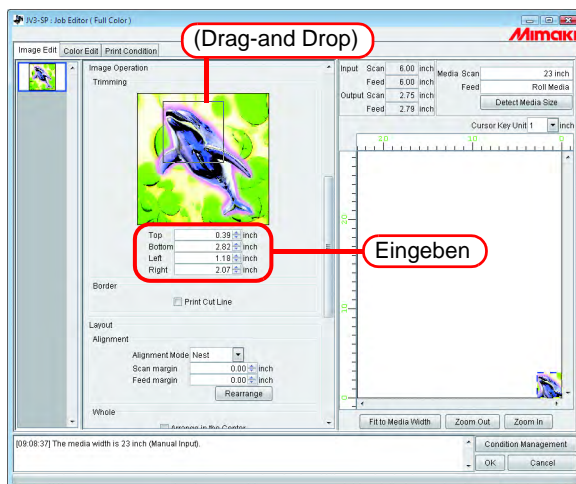 JV3-SP : Job Editor ( Full Color )
Mimaki
Image Edit Color Edit Print Condition
(Drag-and Drop)
Image Operation
Trimming
Top 0.39 inch
Bottom 2.82 inch
Left 1.18 inch
Right 2.07 inch
Eingeben
Border
Print Cut Line
Layout
Alignment
Alignment Mode Nest
Scan margin 0.00 inch
Feed margin 0.00 inch
Rearrange
Whole
Arrange in the Center
Input Scan 6.00 inch
Feed 6.00 inch
Output Scan 2.75 inch
Feed 2.79 inch
Media Scan 23 inch
Feed Roll Media
Detect Media Size
Cursor Key Unit 1 inch
20 10 0
20
10
0
Fit to Media Width Zoom Out Zoom In
[09:08:37] The media width is 23 inch (Manual Input).
Condition Management
OK Cancel